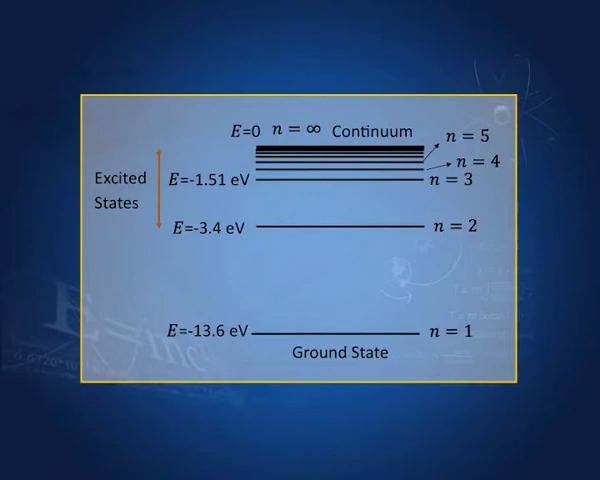 E=0 n = ∞ Continuum
n = 5
n = 4
Excited
States
E=-1.51 eV
n = 3
E=-3.4 eV
n = 2
E=-13.6 eV
n = 1
Ground State